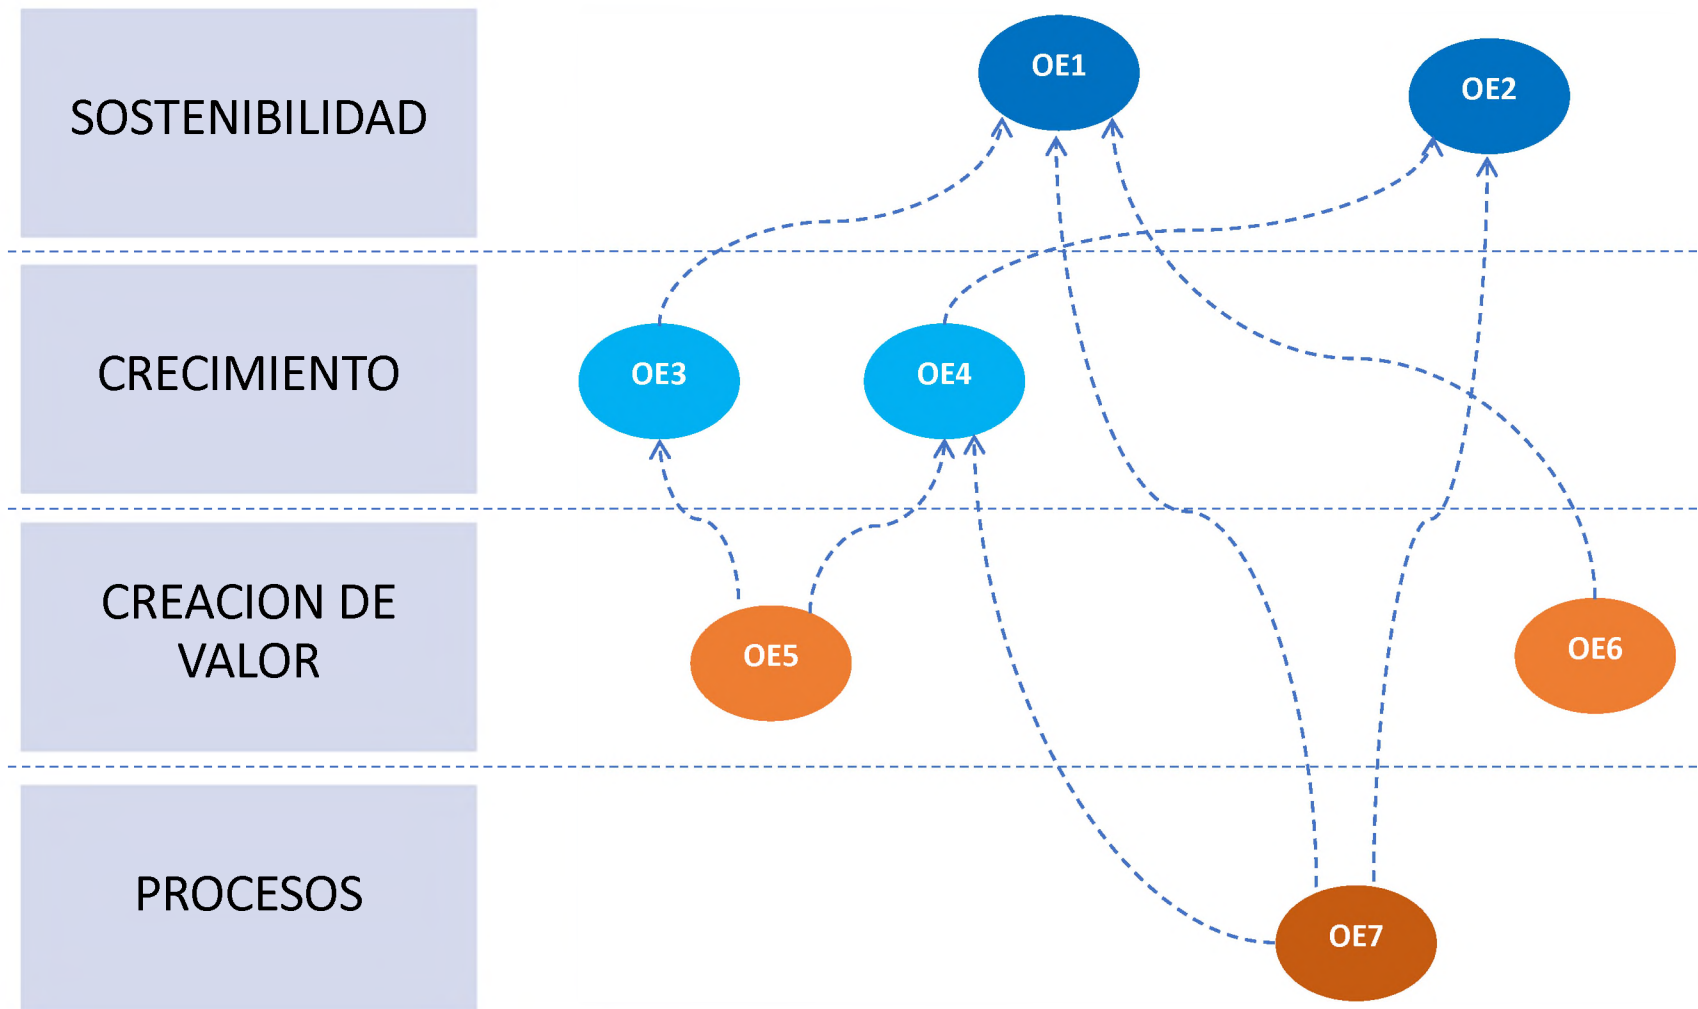 SOSTENIBILIDAD
OE1
OE2
CRECIMIENTO
OE3
OE4
CREACION DE
VALOR
OE5
OE6
PROCESOS
OE7